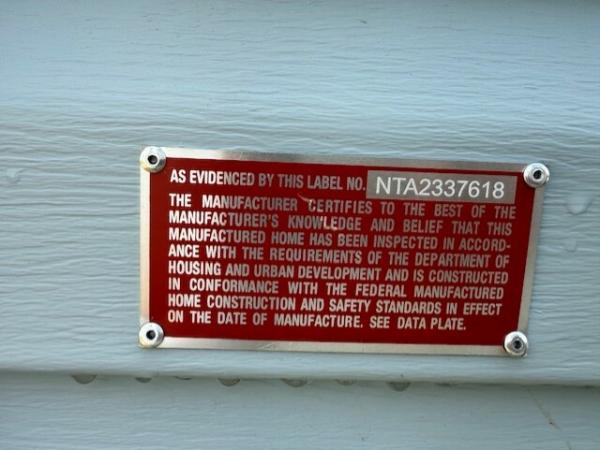 AS EVIDENCED BY THIS LABEL NO. NTA2337618
THE MANUFACTURER CERTIFIES TO THE BEST OF THE
MANUFACTURER'S KNOWLEDGE AND BELIEF THAT THIS
MANUFACTURED HOME HAS BEEN INSPECTED IN ACCORD-
ANCE WITH THE REQUIREMENTS OF THE DEPARTMENT OF
HOUSING AND URBAN DEVELOPMENT AND IS CONSTRUCTED
IN CONFORMANCE WITH THE FEDERAL MANUFACTURED
HOME CONSTRUCTION AND SAFETY STANDARDS IN EFFECT
ON THE DATE OF MANUFACTURE. SEE DATA PLATE.